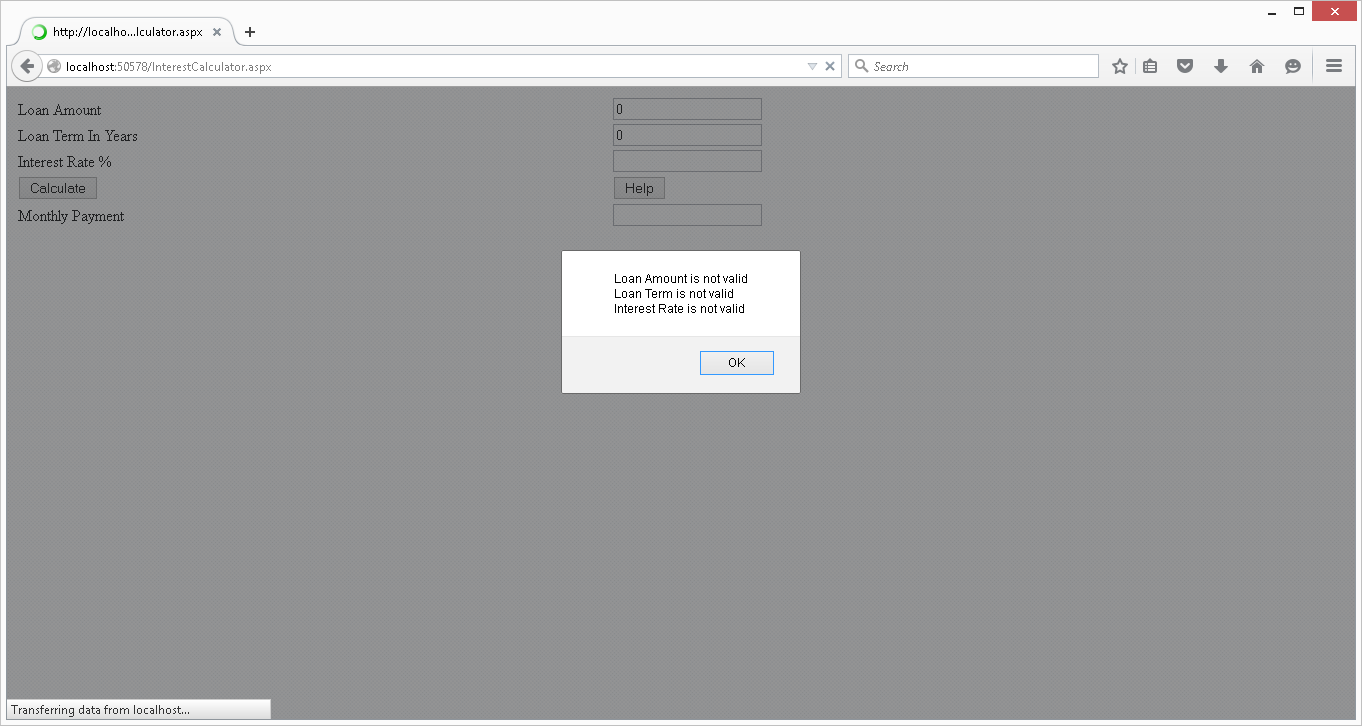 http://localho...lculator.aspx
localhost:50578/InterestCalculator.aspx
Search
Loan Amount 0
Loan Term In Years 0
Interest Rate %
Calculate Help
Monthly Payment
Loan Amount is not valid
Loan Term is not valid
Interest Rate is not valid
OK
Transferring data from localhost...